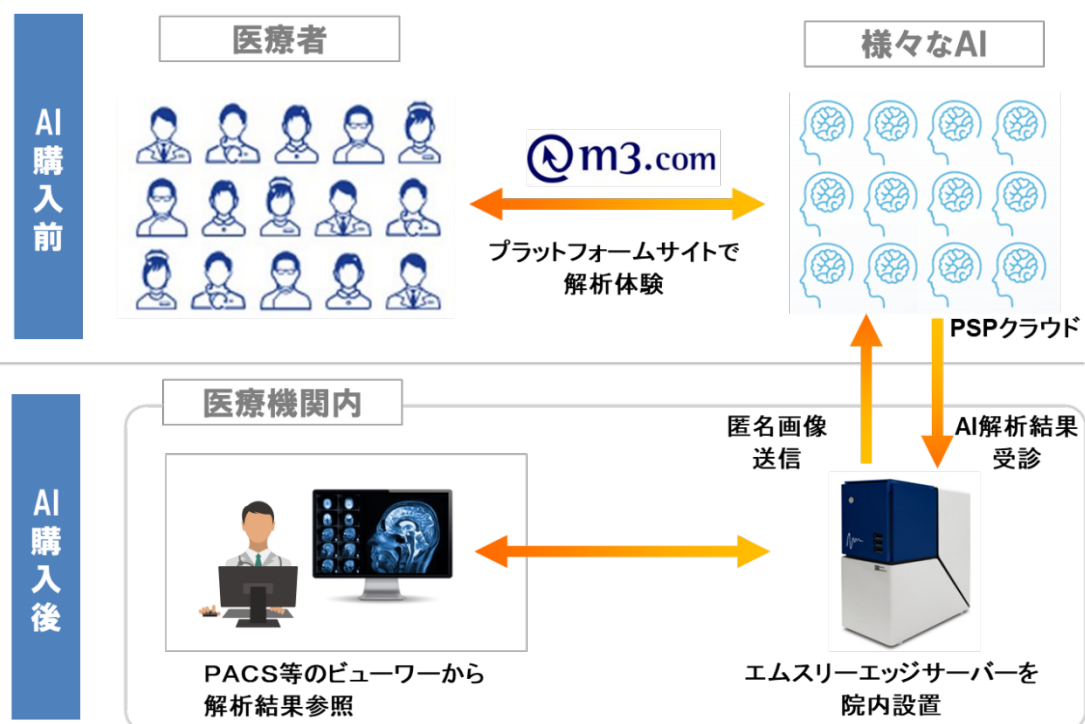 医療者
様々なAI
AI購入前
m3.com
プラットフォームサイトで
解析体験
PSPクラウド
医療機関内
匿名画像
送信
AI解析結果
受診
AI購入後
PACS等のビューワーから
解析結果参照
エムスリーエッジサーバーを
院内設置